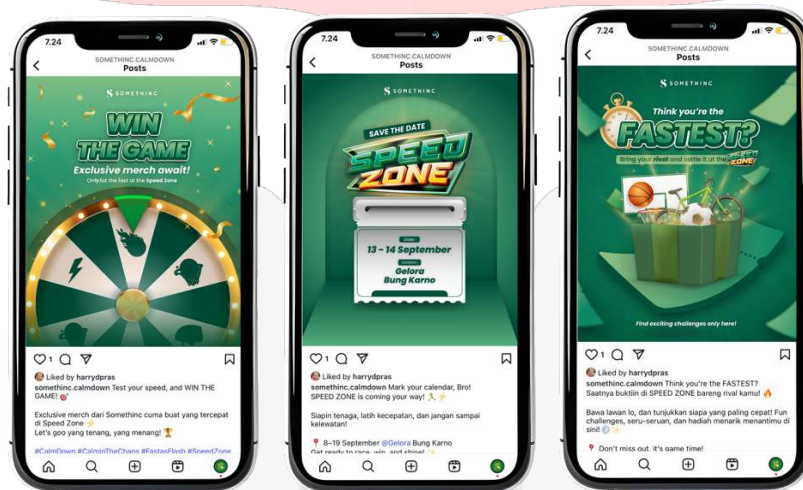 7.24
SOMETHINC.CALMDOWN
Posts
SOMETHINC
WIN
THE GAME
Exclusive merch await!
Only for the fast at the Speed Zone
1
Liked by harrydpras
somethinc.calmdown Test your speed, and WIN THE
GAME! 🎯
Exclusive merch dari Somethinc cuma buat yang tercepat
di Speed Zone ⚡
Let's goo yang tenang, yang menang! 🏆
#CalmDown #CalmInTheChaos #FastasFlash #SpeedZone
7.24
SOMETHINC.CALMDOWN
Posts
SOMETHINC
SAVE THE DATE
SPEED
ZONE
13 - 14 September
Gelora
Bung Karno
1
Liked by harrydpras
somethinc.calmdown Mark your calendar, Bro!
SPEED ZONE is coming your way! 🏃⚡
Siapin tenaga, latih kecepatan, dan jangan sampai
kelewatan!
📍 8–19 September @Gelora Bung Karno
Get ready to race, win, and shine! ✨
7.24
SOMETHINC.CALMDOWN
Posts
SOMETHINC
Think you're the
FASTEST?
Bring your rival and settle it ut the SPEED ZONE
Find exciting challenges only here!
1
Liked by harrydpras
somethinc.calmdown Think you're the FASTEST?
Saatnya buktiin di SPEED ZONE bareng rival kamu! 🔥
Bawa lawan lo, dan tunjukkan siapa yang paling cepat! Fun
challenges, seru-seruan, dan hadiah menarik menantimu di
sini! ✨
📍 Don't miss out, it's game time!